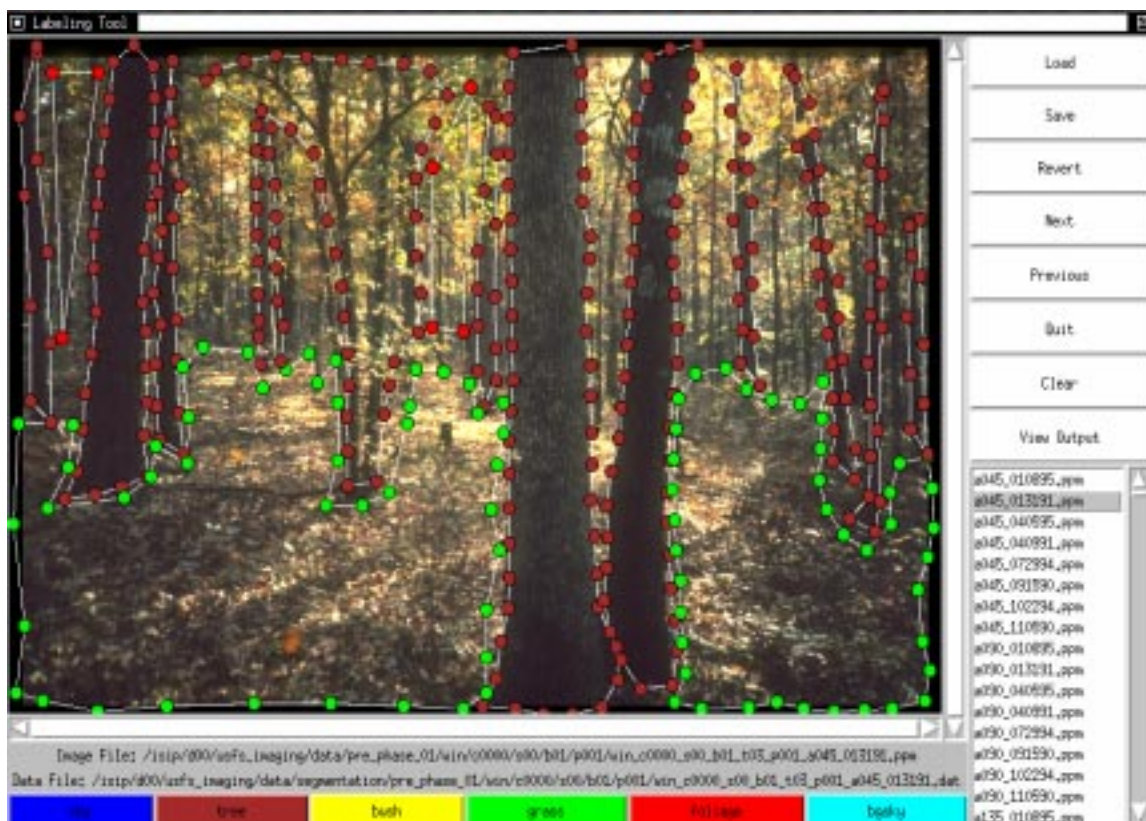 Labeling Tool
Load
Save
Revert
Next
Previous
Quit
Clear
View Output
a045_010895.ppm
a045_013191.ppm
a045_040595.ppm
a045_040991.ppm
a045_072994.ppm
a045_091590.ppm
a045_102294.ppm
a045_110590.ppm
a090_010895.ppm
a090_013191.ppm
a090_040595.ppm
a090_040991.ppm
a090_072994.ppm
a090_091590.ppm
a090_102294.ppm
a090_110590.ppm
a135_010895.ppm
Image File: /isip/d00/usfs_imaging/data/pre_phase_01/win/c0000/s00/b01/p001/win_c0000_s00_b01_t03_p001_a045_013191.ppm
Data File: /isip/d00/usfs_imaging/data/segmentation/pre_phase_01/win/c0000/s00/b01/p001/win_c0000_s00_b01_t03_p001_a045_013191.dat
sky tree bush grass foliage bgsky